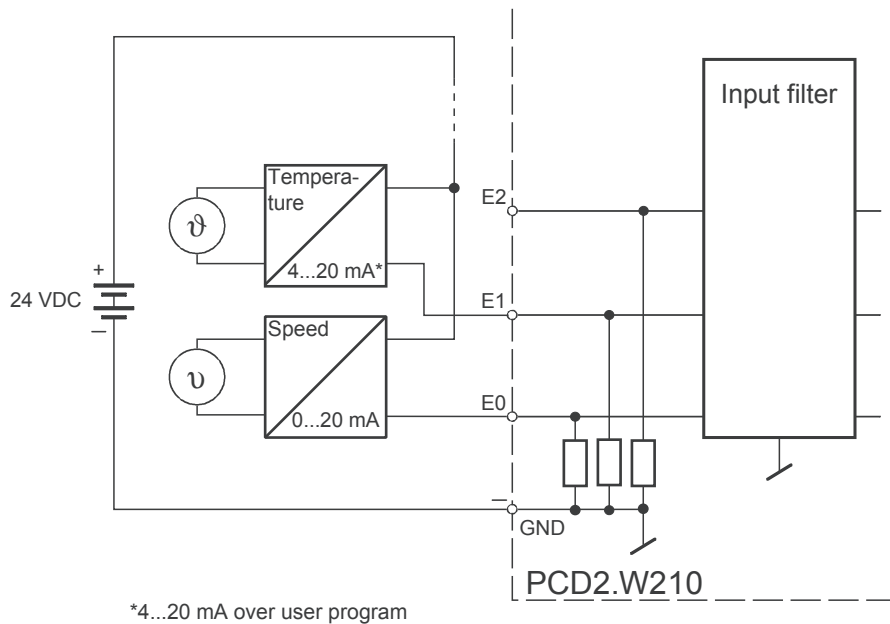 Input filter
Tempera-
ture
E2
ϑ
4...20 mA*
+
E1
24 VDC
–
Speed
υ
E0
0...20 mA
–
GND
PCD2.W210
*4...20 mA over user program